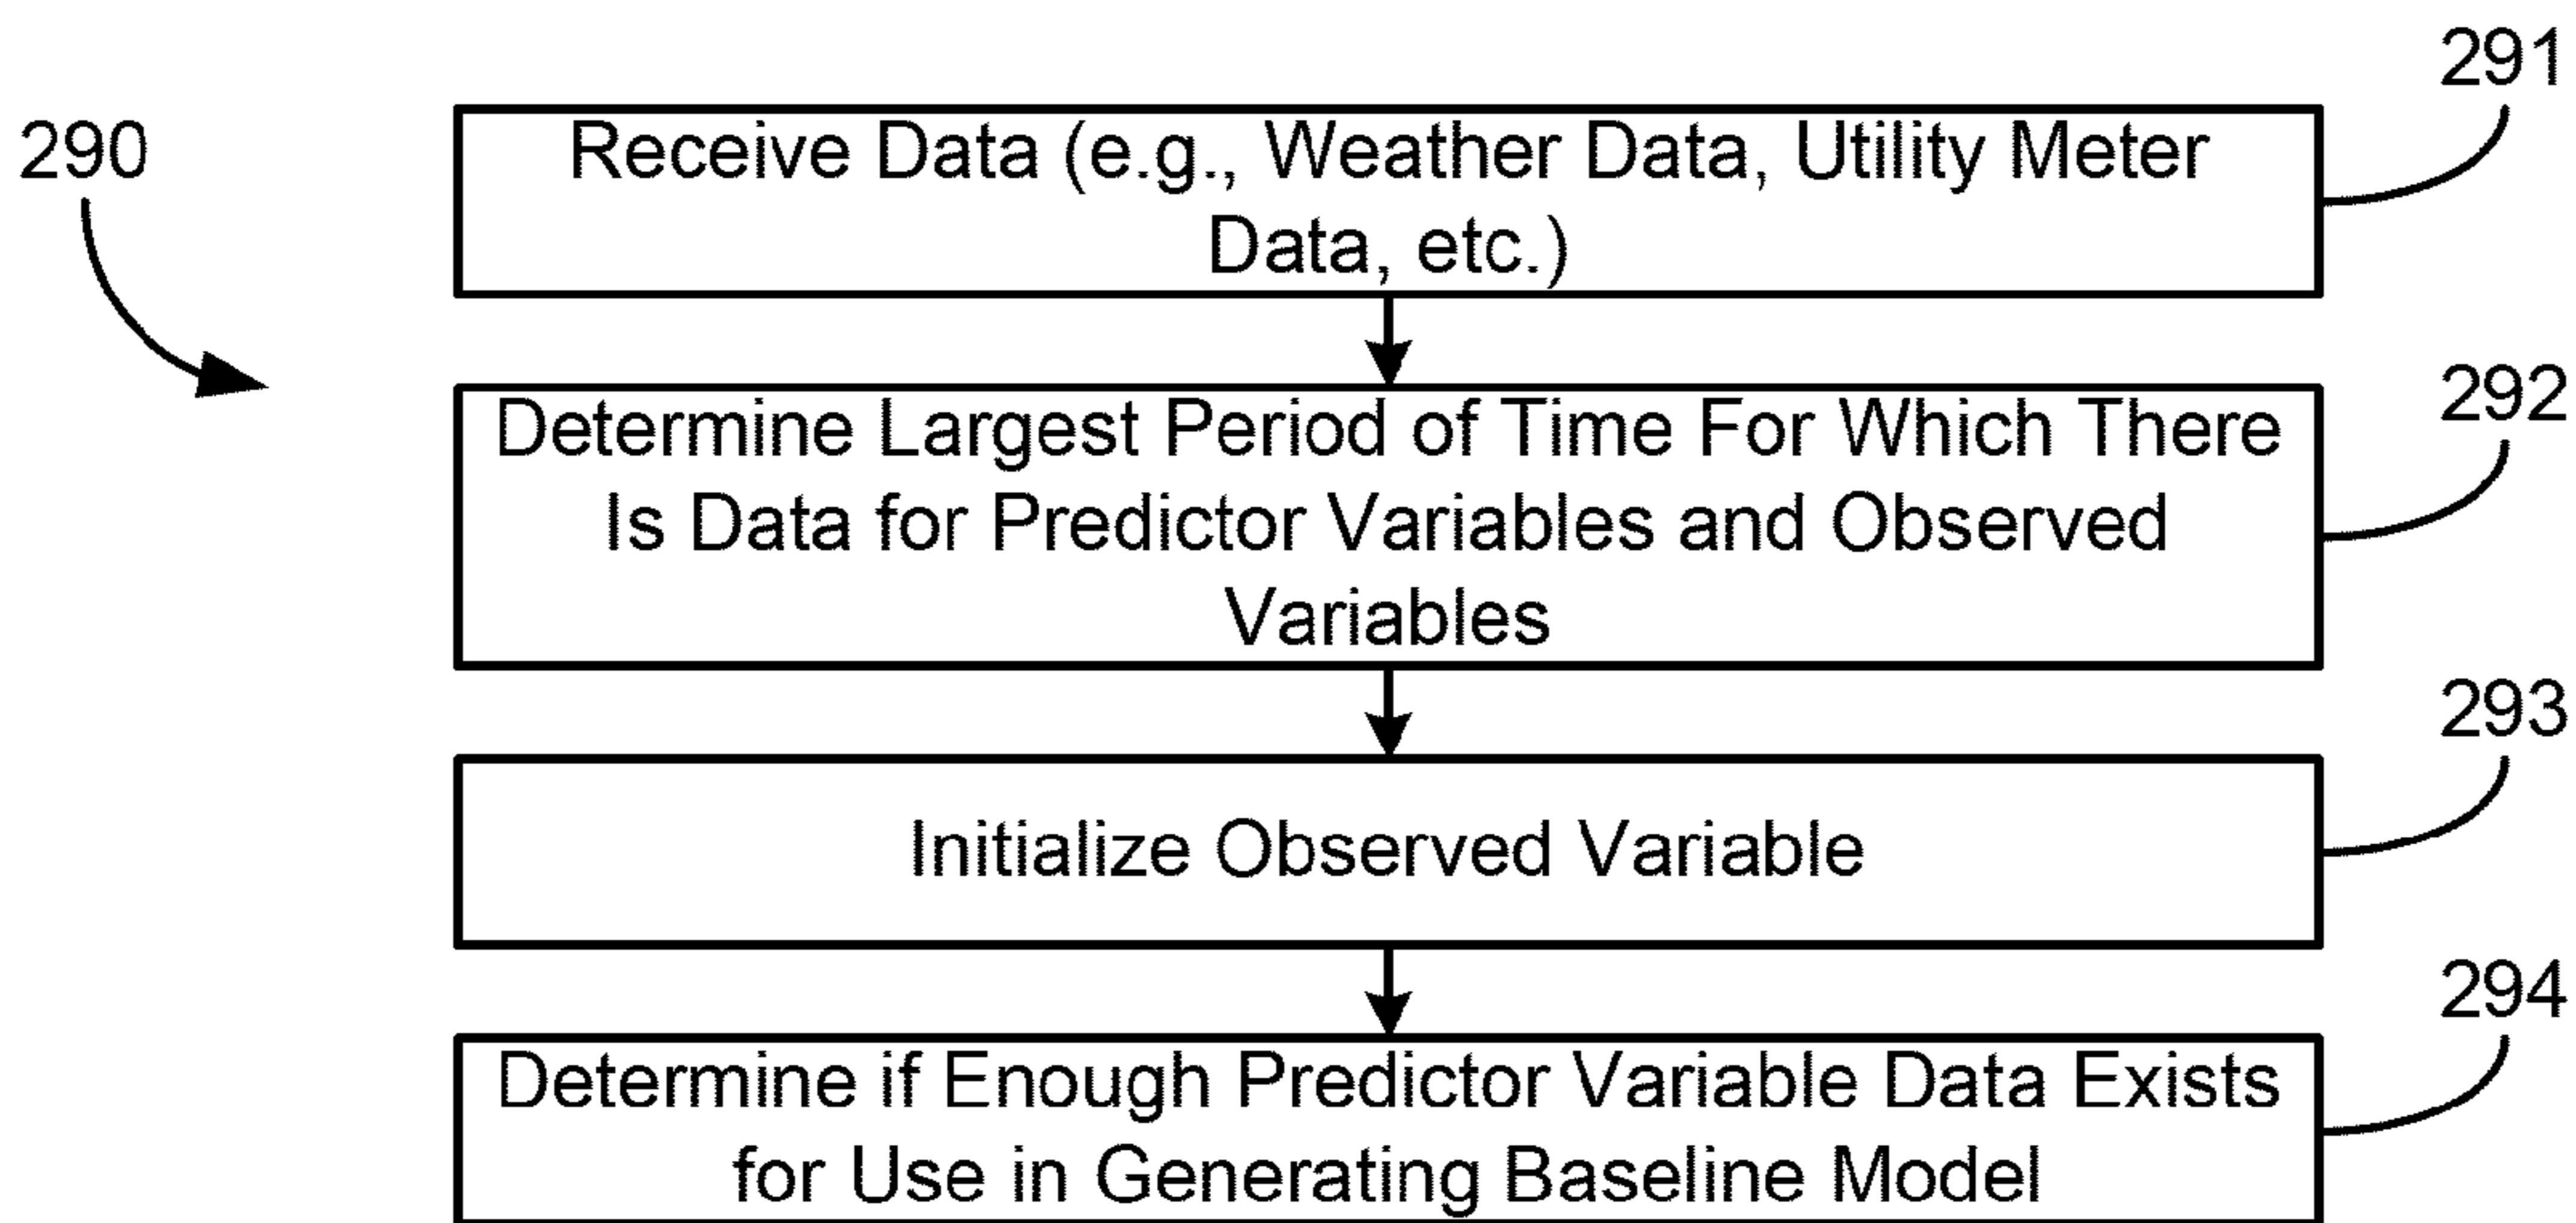 290
291
Receive Data (e.g., Weather Data, Utility Meter
Data, etc.)
292
Determine Largest Period of Time For Which There
Is Data for Predictor Variables and Observed
Variables
293
Initialize Observed Variable
294
Determine if Enough Predictor Variable Data Exists
for Use in Generating Baseline Model